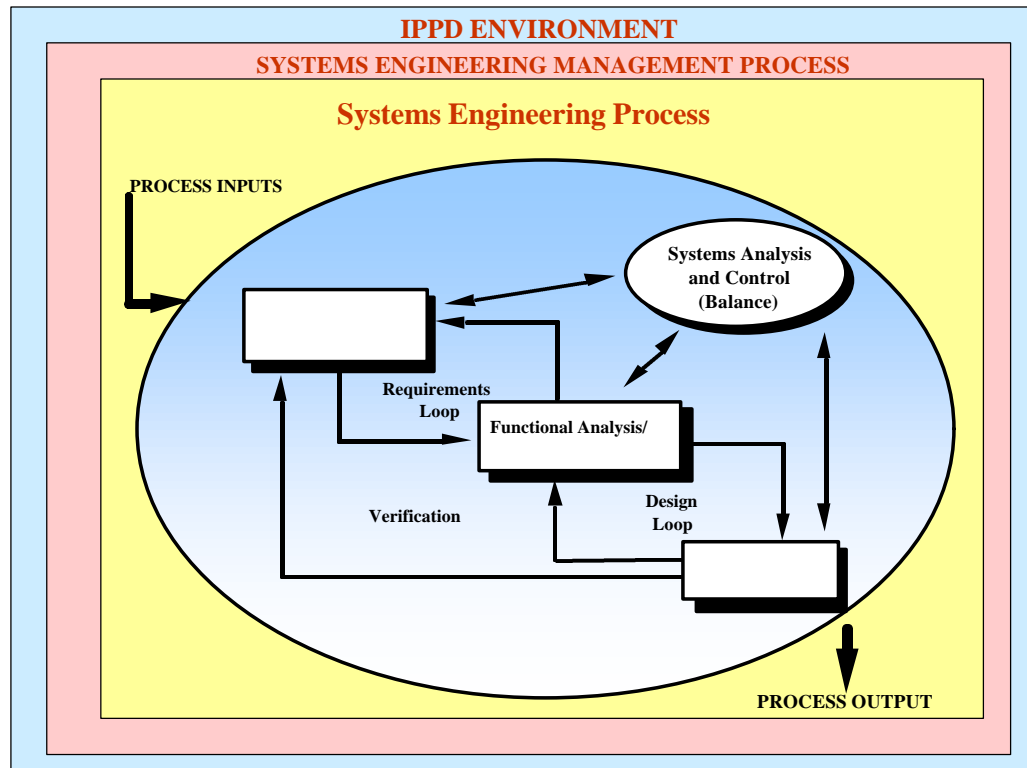 IPPD ENVIRONMENT
SYSTEMS ENGINEERING MANAGEMENT PROCESS
Systems Engineering Process
PROCESS INPUTS
Systems Analysis
and Control
(Balance)
Requirements
Loop
Functional Analysis/
Verification
Design
Loop
PROCESS OUTPUT